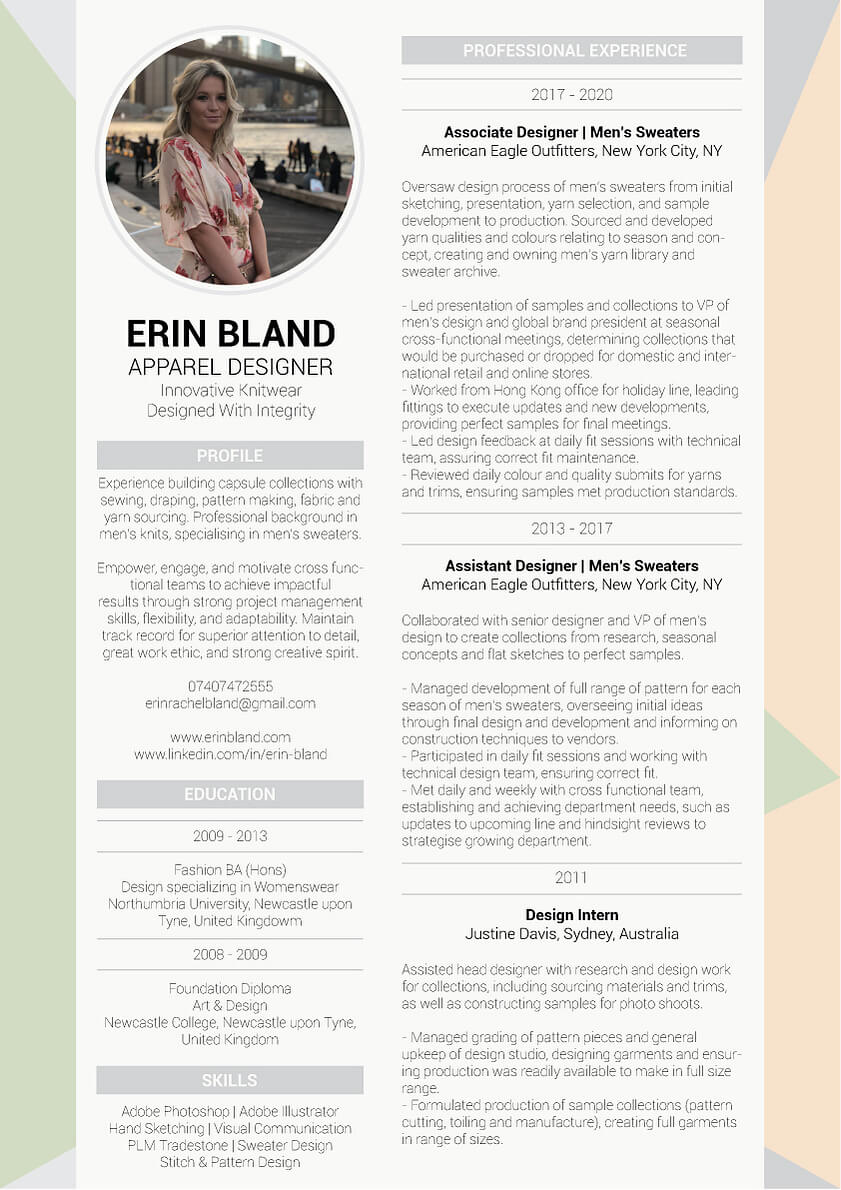 ERIN BLAND
APPAREL DESIGNER
Innovative Knitwear
Designed With Integrity
PROFILE
Experience building capsule collections with
sewing, draping, pattern making, fabric and
yarn sourcing. Professional background in
men's knits, specialising in men's sweaters.
Empower, engage, and motivate cross func-
tional teams to achieve impactful
results through strong project management
skills, flexibility, and adaptability. Maintain
track record for superior attention to detail,
great work ethic, and strong creative spirit.
07407472555
erinrachelbland@gmail.com
www.erinbland.com
www.linkedin.com/in/erin-bland
EDUCATION
2009 - 2013
Fashion BA (Hons)
Design specializing in Womenswear
Northumbria University, Newcastle upon
Tyne, United Kingdowm
2008 - 2009
Foundation Diploma
Art & Design
Newcastle College, Newcastle upon Tyne,
United Kingdom
SKILLS
Adobe Photoshop | Adobe Illustrator
Hand Sketching | Visual Communication
PLM Tradestone | Sweater Design
Stitch & Pattern Design
PROFESSIONAL EXPERIENCE
2017 - 2020
Associate Designer | Men's Sweaters
American Eagle Outfitters, New York City, NY
Oversaw design process of men's sweaters from initial
sketching, presentation, yarn selection, and sample
development to production. Sourced and developed
yarn qualities and colours relating to season and con-
cept, creating and owning men's yarn library and
sweater archive.
- Led presentation of samples and collections to VP of
men's design and global brand president at seasonal
cross-functional meetings, determining collections that
would be purchased or dropped for domestic and inter-
national retail and online stores.
- Worked from Hong Kong office for holiday line, leading
fittings to execute updates and new developments,
providing perfect samples for final meetings.
- Led design feedback at daily fit sessions with technical
team, assuring correct fit maintenance.
- Reviewed daily colour and quality submits for yarns
and trims, ensuring samples met production standards.
2013 - 2017
Assistant Designer | Men's Sweaters
American Eagle Outfitters, New York City, NY
Collaborated with senior designer and VP of men's
design to create collections from research, seasonal
concepts and flat sketches to perfect samples.
- Managed development of full range of pattern for each
season of men's sweaters, overseeing initial ideas
through final design and development and informing on
construction techniques to vendors.
- Participated in daily fit sessions and working with
technical design team, ensuring correct fit.
- Met daily and weekly with cross functional team,
establishing and achieving department needs, such as
updates to upcoming line and hindsight reviews to
strategise growing department.
2011
Design Intern
Justine Davis, Sydney, Australia
Assisted head designer with research and design work
for collections, including sourcing materials and trims,
as well as constructing samples for photo shoots.
- Managed grading of pattern pieces and general
upkeep of design studio, designing garments and ensur-
ing production was readily available to make in full size
range.
- Formulated production of sample collections (pattern
cutting, toiling and manufacture), creating full garments
in range of sizes.